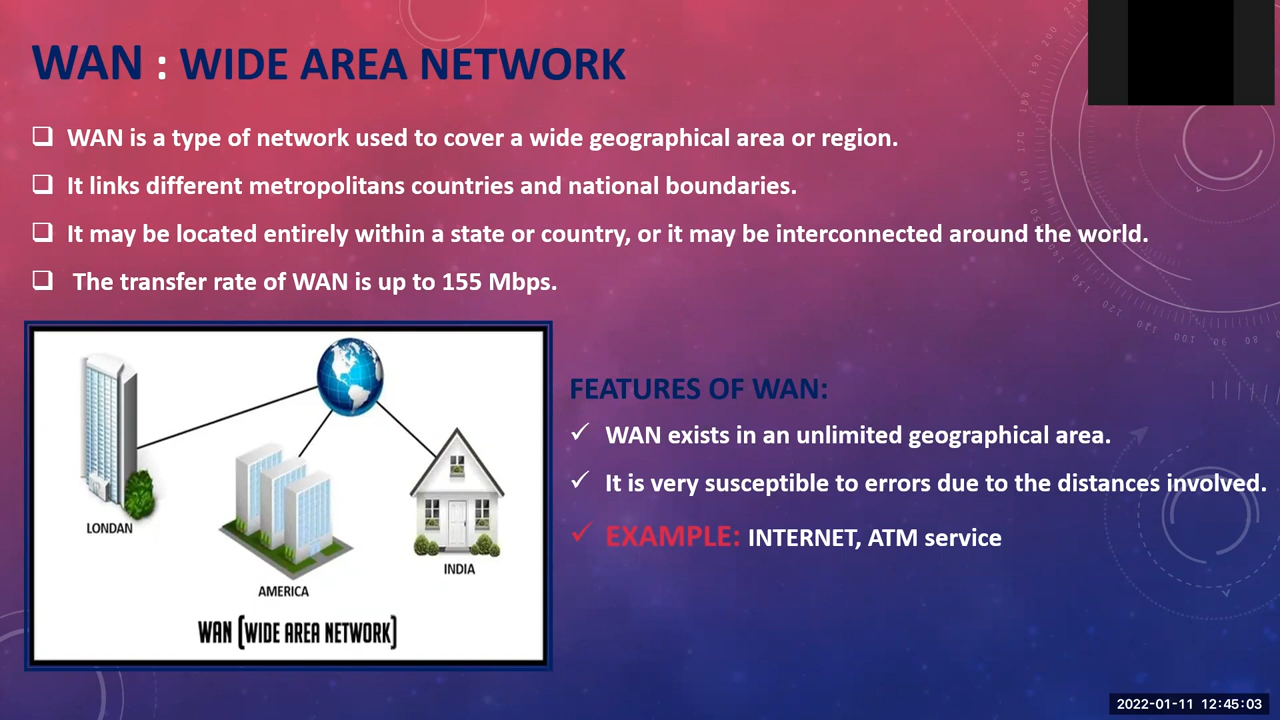 WAN : WIDE AREA NETWORK
❑ WAN is a type of network used to cover a wide geographical area or region.
❑ It links different metropolitans countries and national boundaries.
❑ It may be located entirely within a state or country, or it may be interconnected around the world.
❑ The transfer rate of WAN is up to 155 Mbps.
LONDAN
AMERICA
INDIA
WAN (WIDE AREA NETWORK)
FEATURES OF WAN:
✓ WAN exists in an unlimited geographical area.
✓ It is very susceptible to errors due to the distances involved.
✓ EXAMPLE: INTERNET, ATM service
2022-01-11 12:45:03